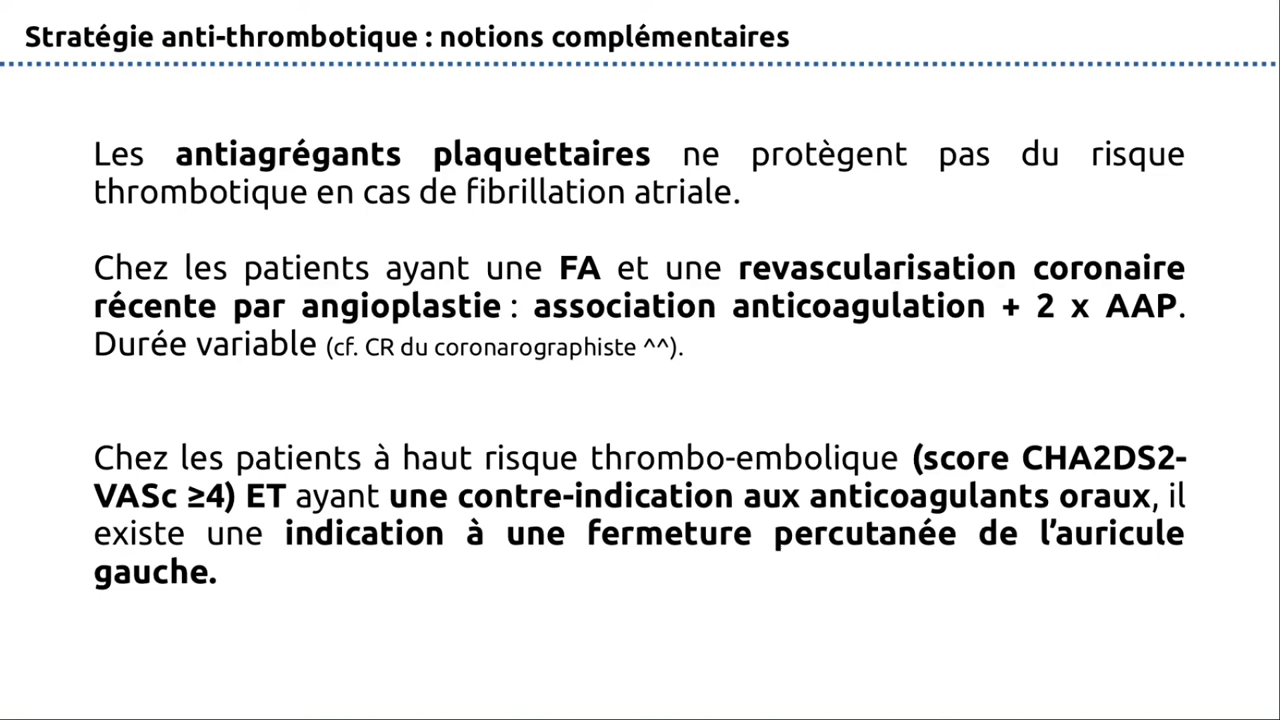 Stratégie anti-thrombotique : notions complémentaires
Les antiagrégants plaquettaires ne protègent pas du risque
thrombotique en cas de fibrillation atriale.
Chez les patients ayant une FA et une revascularisation coronaire
récente par angioplastie : association anticoagulation + 2 x AAP.
Durée variable (cf. CR du coronarographiste ^^).
Chez les patients à haut risque thrombo-embolique (score CHA2DS2-
VASc ≥4) ET ayant une contre-indication aux anticoagulants oraux, il
existe une indication à une fermeture percutanée de l’auricule
gauche.